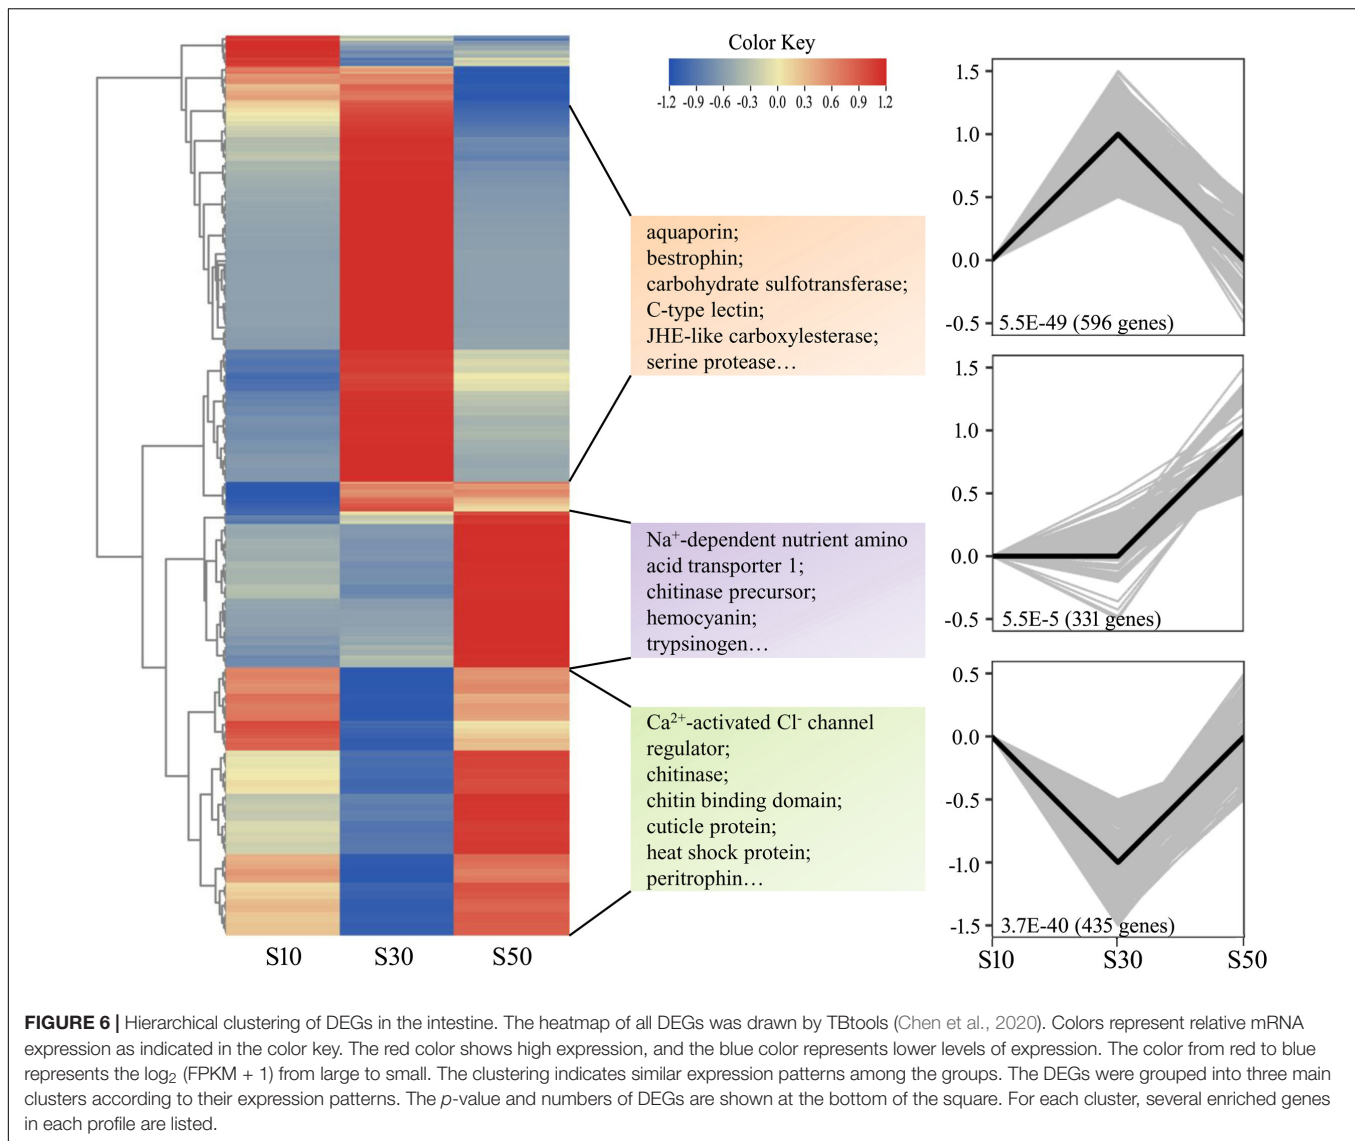 Color Key
-1.2 -0.9 -0.6 -0.3 0.0 0.3 0.6 0.9 1.2
aquaporin;
bestrophin;
carbohydrate sulfotransferase;
C-type lectin;
JHE-like carboxylesterase;
serine protease…
Na⁺-dependent nutrient amino
acid transporter 1;
chitinase precursor;
hemocyanin;
trypsinogen…
Ca²⁺-activated Cl⁻ channel
regulator;
chitinase;
chitin binding domain;
cuticle protein;
heat shock protein;
peritrophin…
S10 S30 S50
1.5
1.0
0.5
0.0
-0.5
5.5E-49 (596 genes)
1.5
1.0
0.5
0.0
-0.5
5.5E-5 (331 genes)
0.5
0.0
-0.5
-1.0
-1.5
3.7E-40 (435 genes)
S10 S30 S50
FIGURE 6 | Hierarchical clustering of DEGs in the intestine. The heatmap of all DEGs was drawn by TBtools (Chen et al., 2020). Colors represent relative mRNA
expression as indicated in the color key. The red color shows high expression, and the blue color represents lower levels of expression. The color from red to blue
represents the log₂ (FPKM + 1) from large to small. The clustering indicates similar expression patterns among the groups. The DEGs were grouped into three main
clusters according to their expression patterns. The p-value and numbers of DEGs are shown at the bottom of the square. For each cluster, several enriched genes
in each profile are listed.